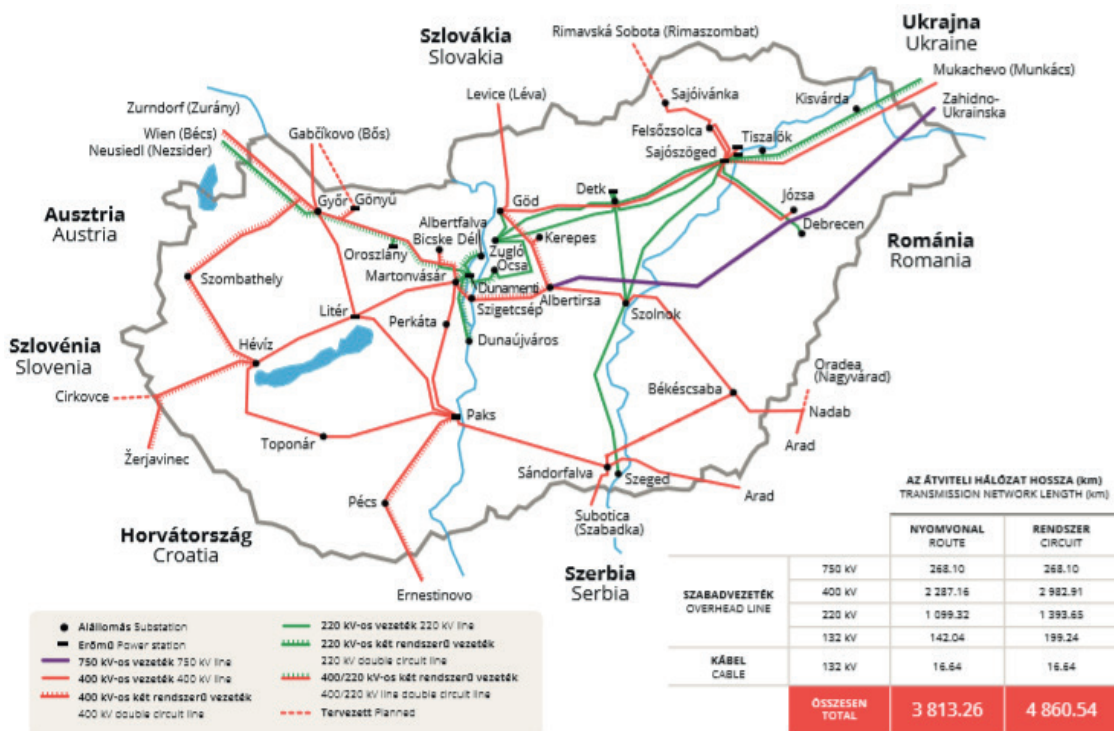 Szlovákia
Slovakia
Ukrajna
Ukraine
Ausztria
Austria
Románia
Romania
Szlovénia
Slovenia
Horvátország
Croatia
Szerbia
Serbia
Rimavská Sobota (Rimaszombat)
Mukachevo (Munkács)
Zahidno-
Ukrainska
Levice (Léva)
Zurndorf (Zurány)
Wien (Bécs)
Neusiedl (Nezsider)
Gabčíkovo (Bős)
Sajóivánka
Kisvárda
Felsőzsolca
Tiszalök
Sajószöged
Detk
Józsa
Debrecen
Győr
Gönyű
Göd
Albertfalva
Bicske Dél
Kerepes
Zugló
Ócsa
Oroszlány
Martonvásár
Dunamenti
Albertirsa
Szigetcsép
Szombathely
Litér
Perkáta
Dunaújváros
Szolnok
Hévíz
Cirkovce
Žerjavinec
Toponár
Paks
Pécs
Ernestinovo
Békéscsaba
Oradea
(Nagyvárad)
Nadab
Arad
Sándorfalva
Szeged
Arad
Subotica
(Szabadka)
Alállomás Substation
Erőmű Power station
750 kV-os vezeték 750 kV line
400 kV-os vezeték 400 kV line
400 kV-os két rendszerű vezeték
400 kV double circuit line
220 kV-os vezeték 220 kV line
220 kV-os két rendszerű vezeték
220 kV double circuit line
400/220 kV-os két rendszerű vezeték
400/220 kV line double circuit line
Tervezett Planned
AZ ÁTVITELI HÁLÓZAT HOSSZA (km)
TRANSMISSION NETWORK LENGTH (km)
NYOMVONAL RENDSZER
ROUTE CIRCUIT
SZABADVEZETÉK
OVERHEAD LINE
750 kV 268.10 268.10
400 kV 2 287.16 2 982.91
220 kV 1 099.32 1 393.65
132 kV 142.04 199.24
KÁBEL
CABLE
132 kV 16.64 16.64
ÖSSZESEN
TOTAL
3 813.26 4 860.54